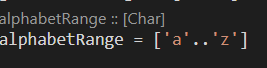 alphabetRange :: [Char]
alphabetRange = ['a'..'z']